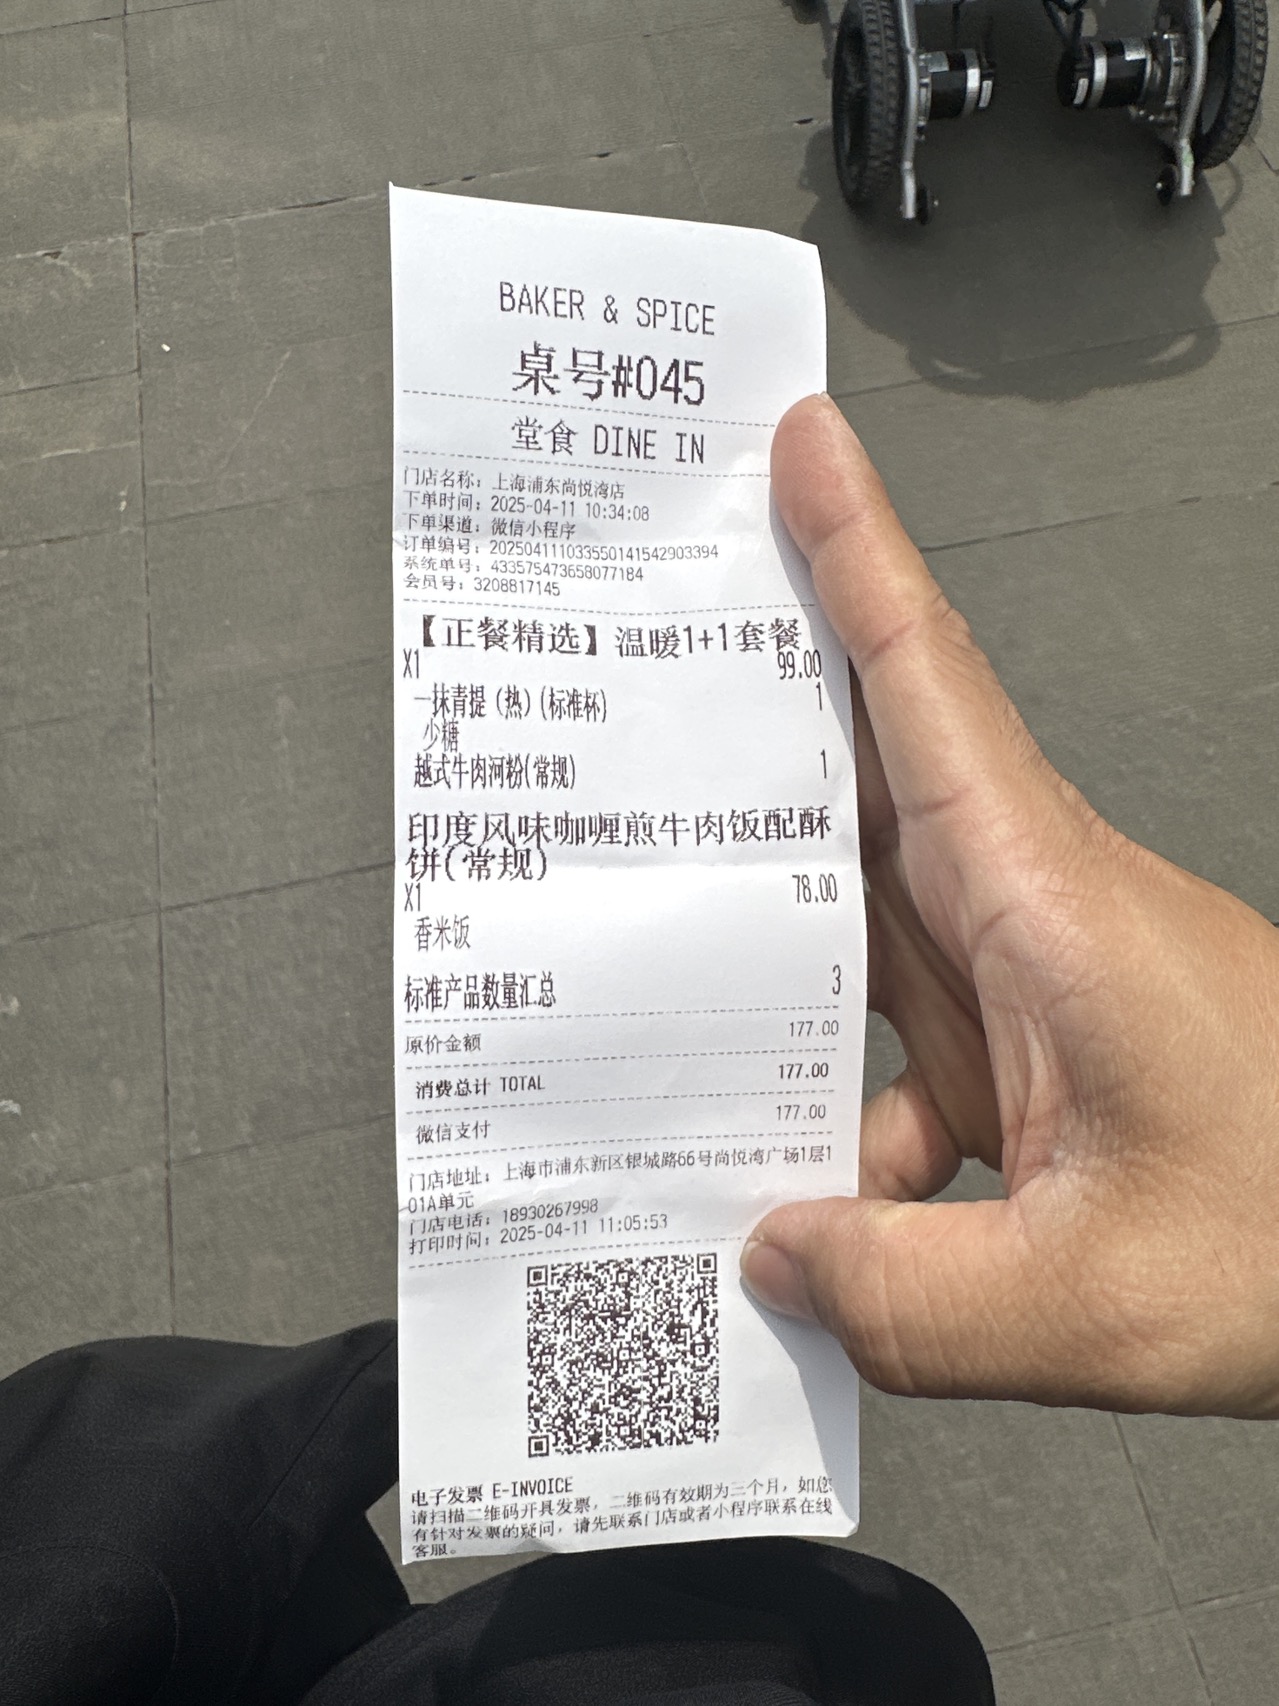 BAKER & SPICE
桌号#045
堂食 DINE IN
门店名称：上海浦东尚悦湾店
下单时间：2025-04-11 10:34:08
下单渠道：微信小程序
订单编号：202504111033550141542903394
系统单号：433575473658077184
会员号：3208817145
【正餐精选】温暖1+1套餐
X1 99.00
一抹青提（热）（标准杯） 1
少糖
越式牛肉河粉(常规) 1
印度风味咖喱煎牛肉饭配酥
饼(常规)
X1 78.00
香米饭
标准产品数量汇总 3
原价金额 177.00
消费总计 TOTAL 177.00
微信支付 177.00
门店地址：上海市浦东新区银城路66号尚悦湾广场1层1
01A单元
门店电话：18930267998
打印时间：2025-04-11 11:05:53
电子发票 E-INVOICE
请扫描二维码开具发票，二维码有效期为三个月，如您
有针对发票的疑问，请先联系门店或者小程序联系在线
客服。